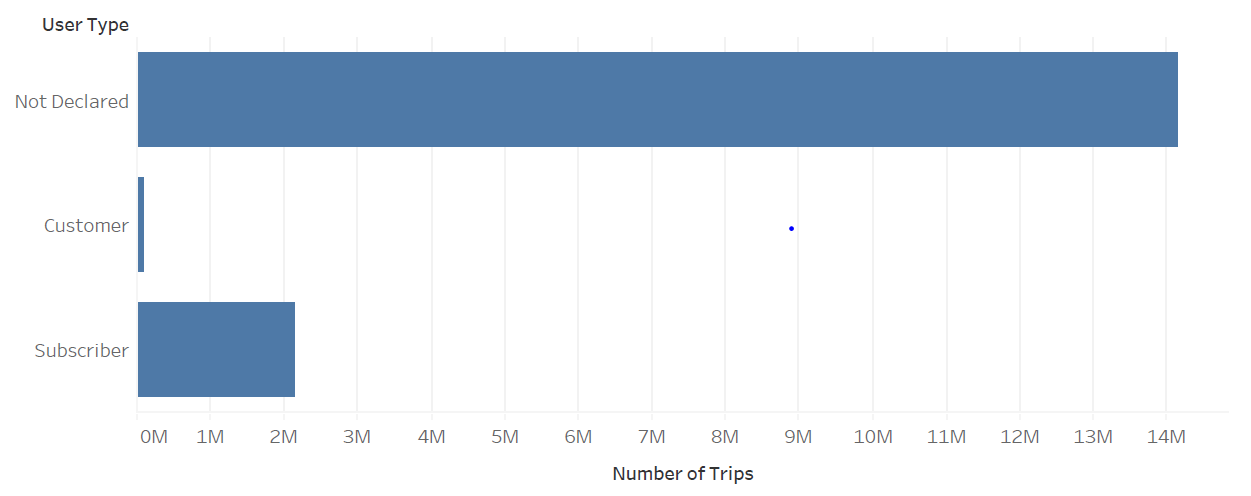 User Type
Not Declared
Customer
Subscriber
0M 1M 2M 3M 4M 5M 6M 7M 8M 9M 10M 11M 12M 13M 14M
Number of Trips